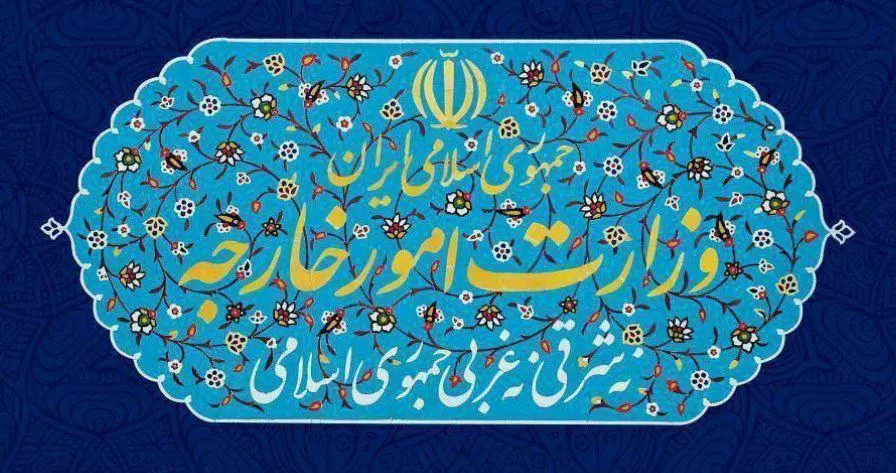 جمهوری اسلامی ایران
وزارت امور خارجه
نه شرقی نه غربی جمهوری اسلامی